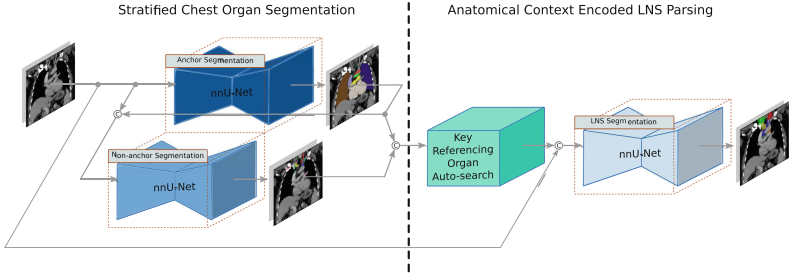 Stratified Chest Organ Segmentation
Anatomical Context Encoded LNS Parsing
Anchor Segmentation
nnU-Net
©
Non-anchor Segmentation
nnU-Net
©
Key
Referencing
Organ
Auto-search
©
LNS Segmentation
nnU-Net